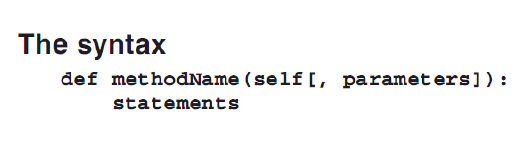 The syntax
def methodName(self[, parameters]):
    statements